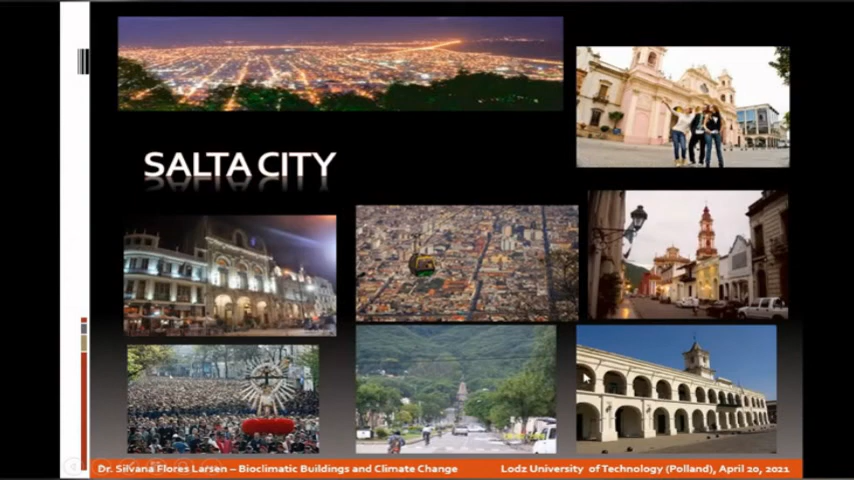 SALTA CITY
Dr. Silvana Flores Larsen – Bioclimatic Buildings and Climate Change
Lodz University of Technology (Polland), April 20, 2021